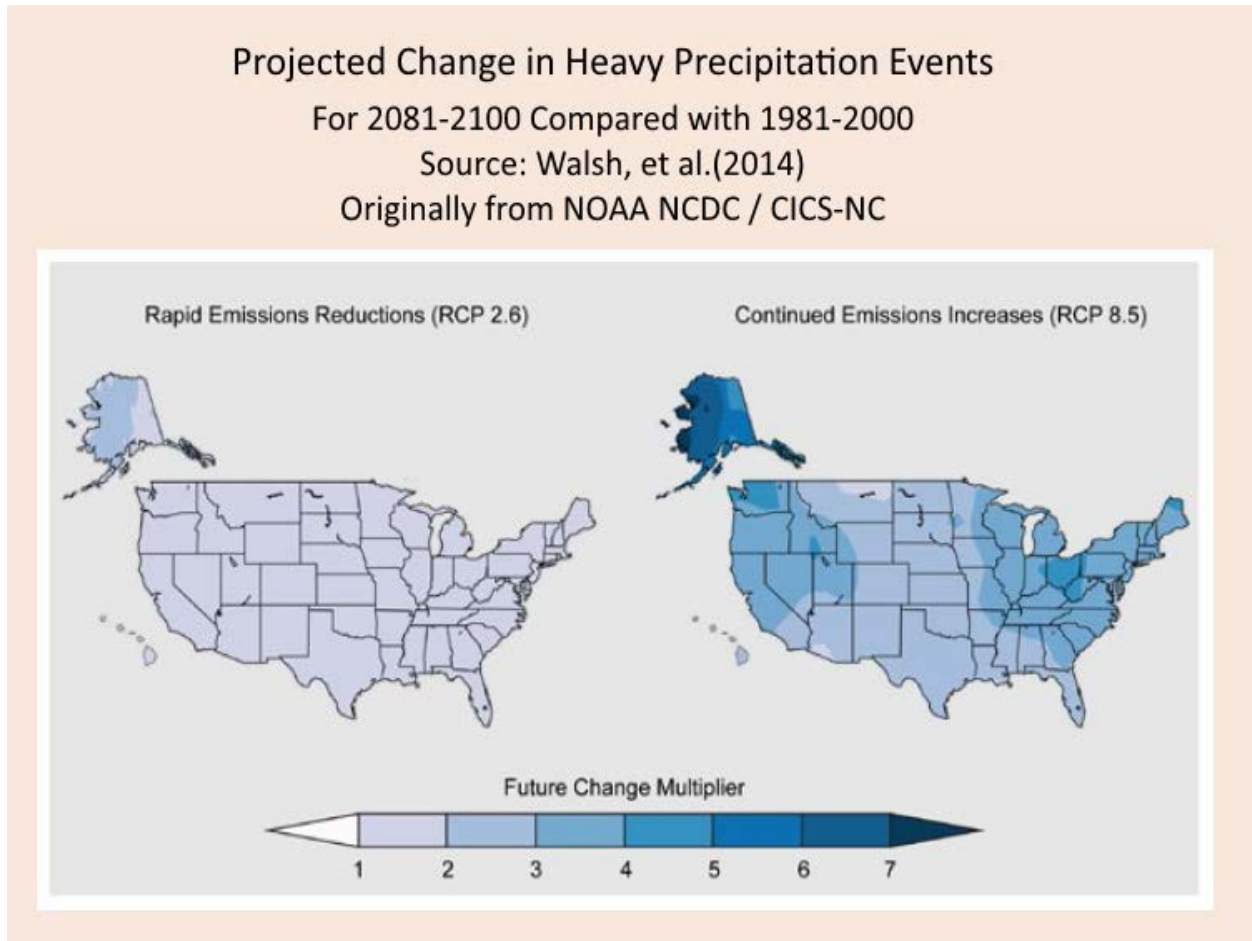 Projected Change in Heavy Precipitation Events
For 2081-2100 Compared with 1981-2000
Source: Walsh, et al.(2014)
Originally from NOAA NCDC / CICS-NC
Rapid Emissions Reductions (RCP 2.6)
Continued Emissions Increases (RCP 8.5)
Future Change Multiplier
1 2 3 4 5 6 7